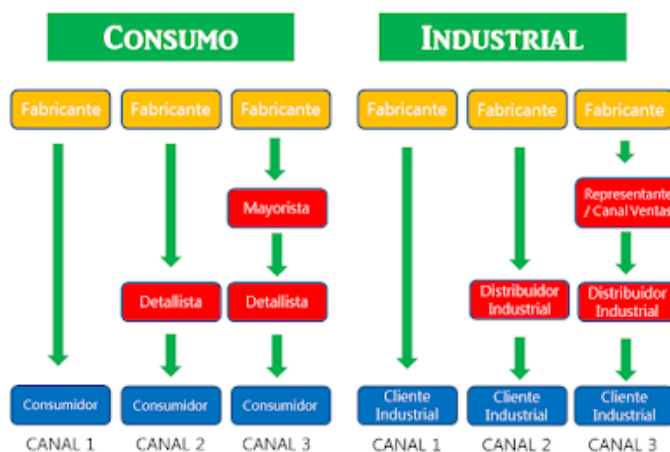 CONSUMO
INDUSTRIAL
Fabricante
Fabricante
Fabricante
Fabricante
Fabricante
Fabricante
Mayorista
Representante
/ Canal Ventas
Detallista
Detallista
Distribuidor
Industrial
Distribuidor
Industrial
Consumidor
Consumidor
Consumidor
Cliente
Industrial
Cliente
Industrial
Cliente
Industrial
CANAL 1
CANAL 2
CANAL 3
CANAL 1
CANAL 2
CANAL 3